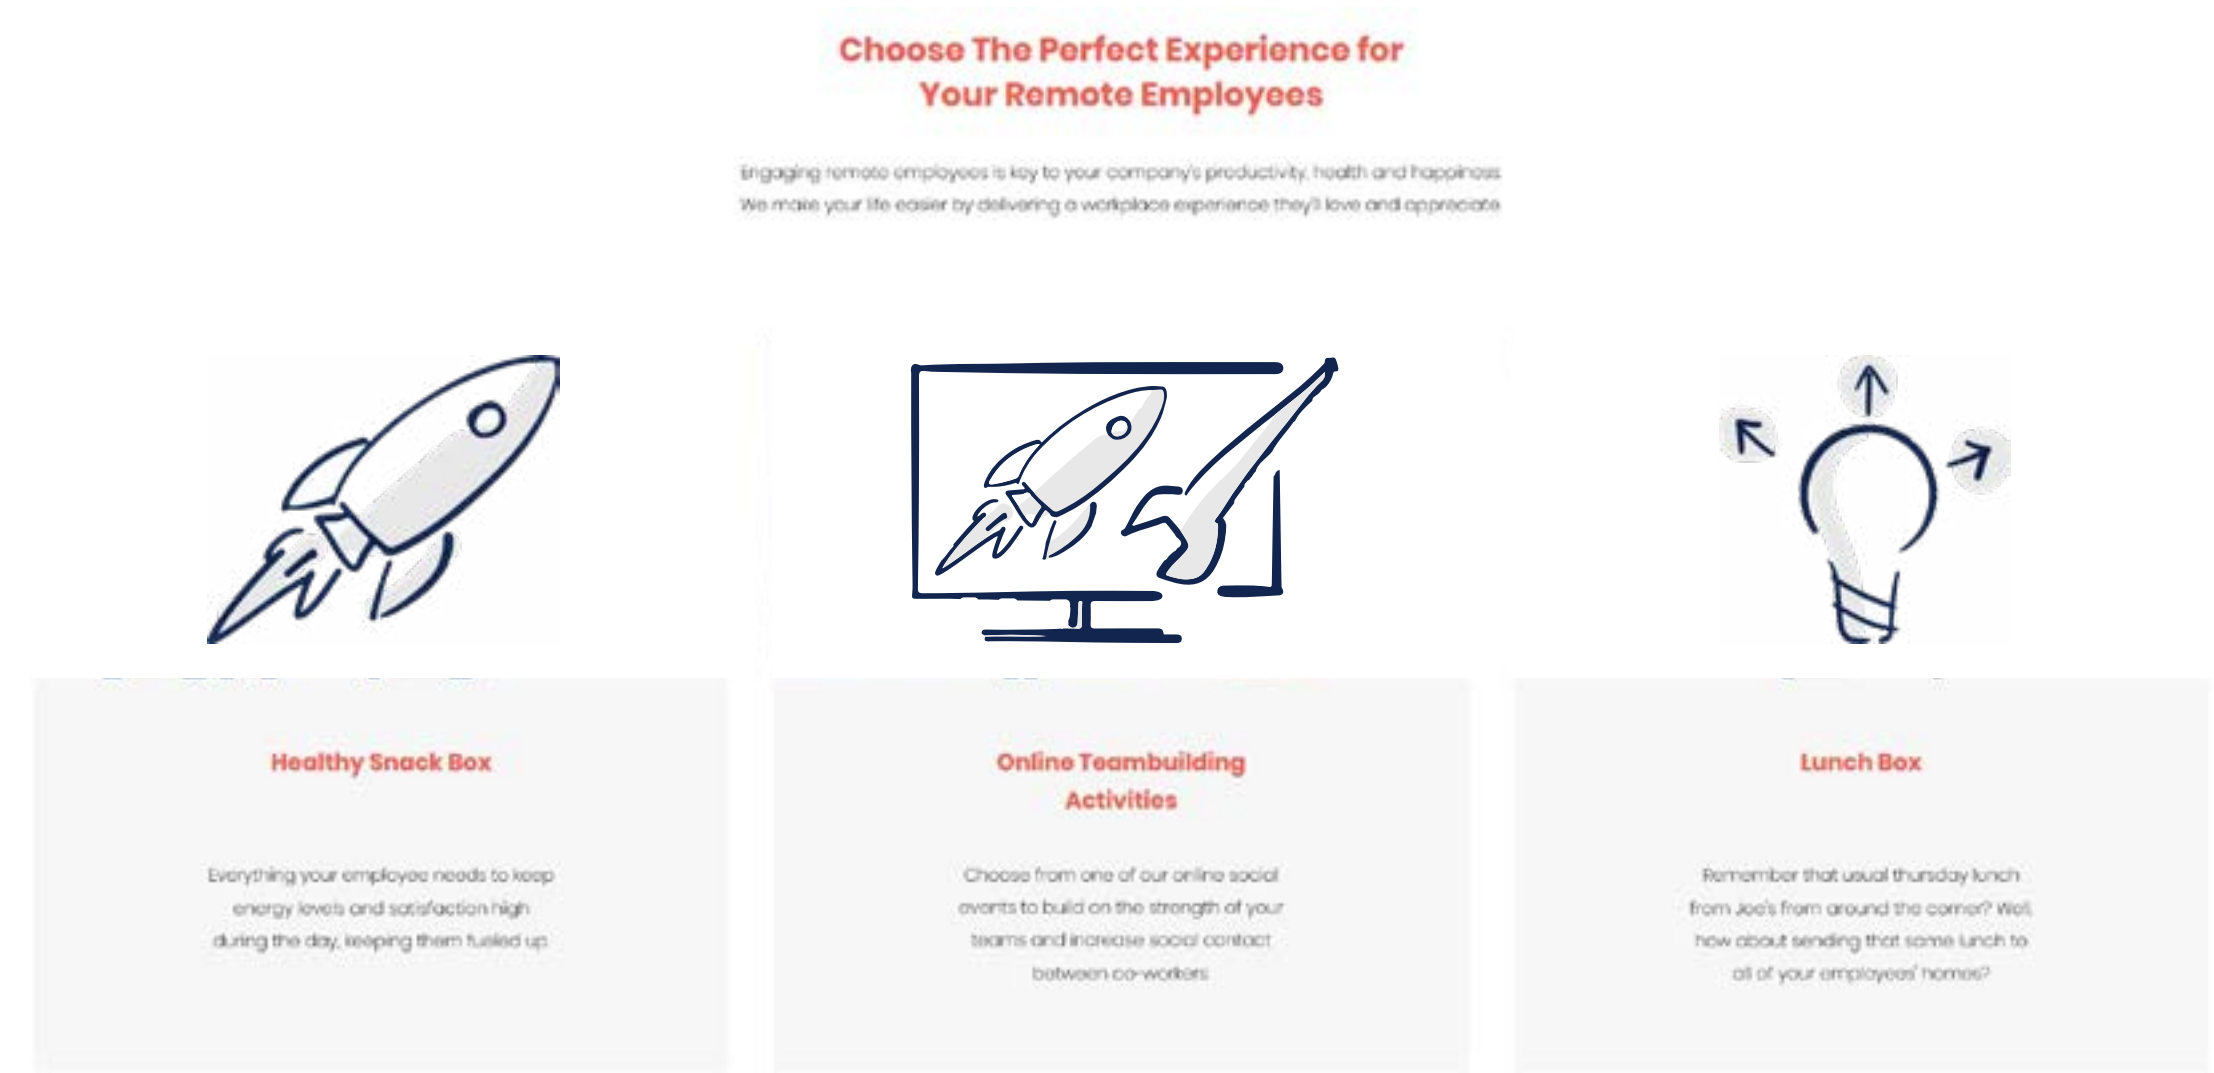 Choose The Perfect Experience for
Your Remote Employees
Engaging remote employees is key to your company's productivity, health and happiness.
We make your life easier by delivering a workplace experience they'll love and appreciate.
Healthy Snack Box
Everything your employee needs to keep
energy levels and satisfaction high
during the day, keeping them fueled up.
Online Teambuilding
Activities
Choose from one of our online social
events to build on the strength of your
teams and increase social contact
between co-workers.
Lunch Box
Remember that usual thursday lunch
from Joe's from around the corner? Well,
how about sending that same lunch to
all of your employees' homes?